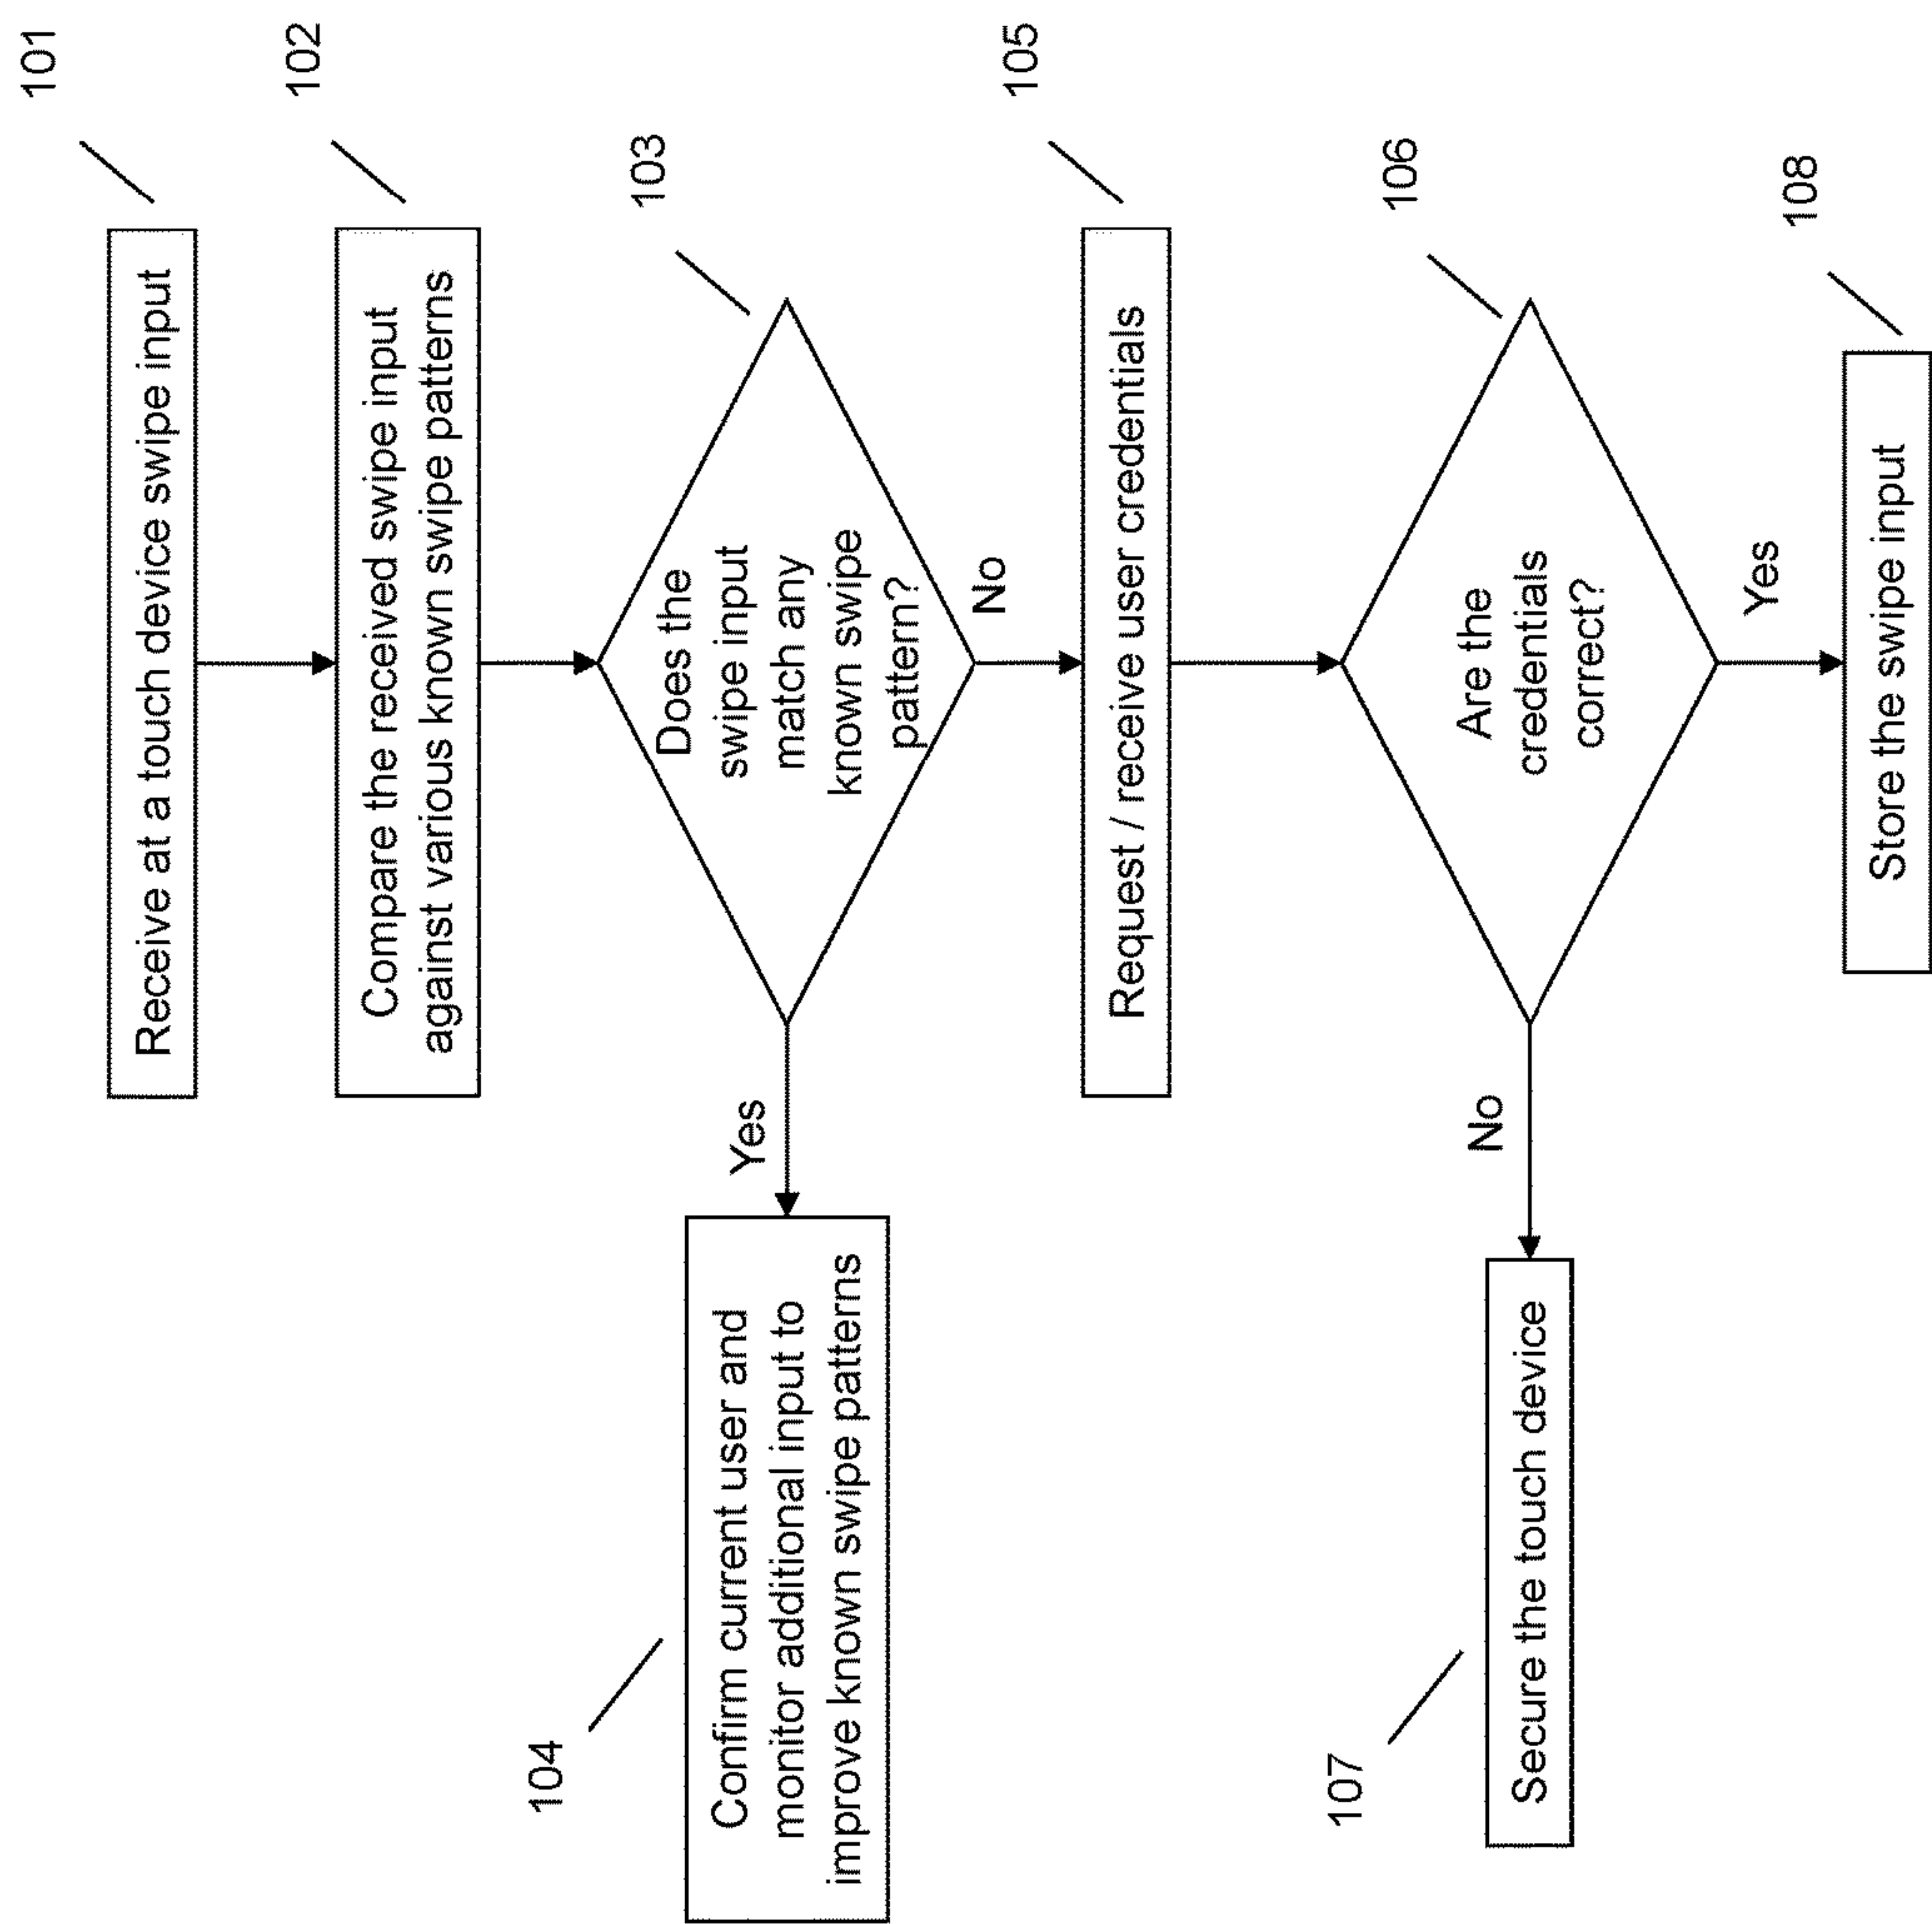 101
Receive at a touch device swipe input
102
Compare the received swipe input
against various known swipe patterns
103
Does the
swipe input
match any
known swipe
pattern?
Yes
No
104
Confirm current user and
monitor additional input to
improve known swipe patterns
105
Request / receive user credentials
106
Are the
credentials
correct?
No
Yes
107
Secure the touch device
108
Store the swipe input